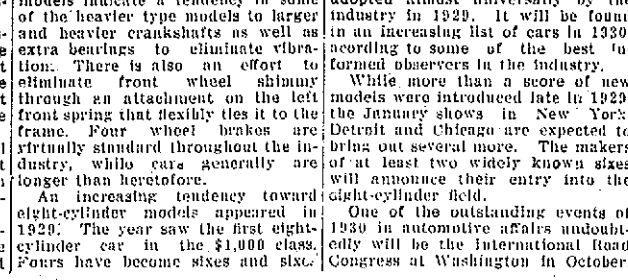 models indicate a tendency in some
of the heavier type models to larger
and heavier crankshafts as well as
extra bearings to eliminate vibra-
tion. There is also an effort to
eliminate front wheel shimmy
through an attachment on the left
front spring that flexibly ties it to the
frame. Four wheel brakes are
virtually standard throughout the in-
dustry, while cars generally are
longer than heretofore.
An increasing tendency toward
eight-cylinder models appeared in
1929. The year saw the first eight-
cylinder car in the $1,000 class.
Fours have become sixes and sixes
adopted almost universally by the
industry in 1929. It will be found
in an increasing list of cars in 1930
acording to some of the best in-
formed observers in the industry.
While more than a score of new
models were introduced late in 1929
the January shows in New York
Detroit and Chicago are expected to
bring out several more. The makers
of at least two widely known sixes
will announce their entry into the
eight-cylinder field.
One of the outstanding events of
1930 in automotive affairs undoubt-
edly will be the International Road
Congress at Washington in October